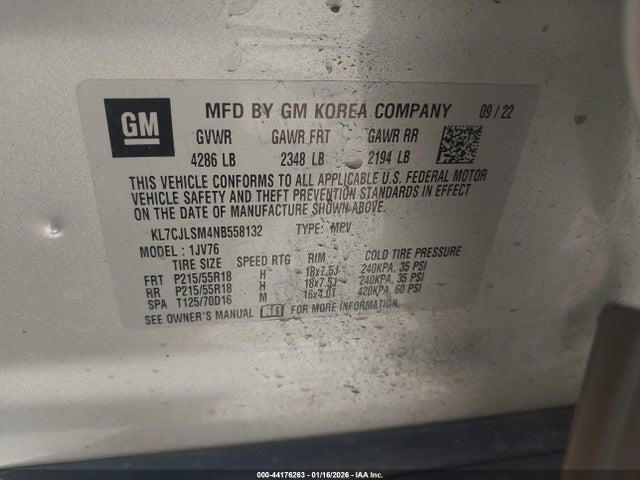 GM
MFD BY GM KOREA COMPANY 09/22
GVWR GAWR FRT GAWR RR
4286 LB 2348 LB 2194 LB
THIS VEHICLE CONFORMS TO ALL APPLICABLE U.S. FEDERAL MOTOR
VEHICLE SAFETY AND THEFT PREVENTION STANDARDS IN EFFECT
ON THE DATE OF MANUFACTURE SHOWN ABOVE.
KL7CJLSM4NB558132 TYPE: MPV
MODEL: 1JV76
TIRE SIZE SPEED RTG RIM COLD TIRE PRESSURE
FRT P215/55R18 H 18x7.5J 240KPA, 35 PSI
RR P215/55R18 H 18x7.5J 240KPA, 35 PSI
SPA T125/70D16 M 16x4.0T 420KPA, 60 PSI
SEE OWNER'S MANUAL FOR MORE INFORMATION.
000-44176263 - 01/16/2026 - IAA Inc.